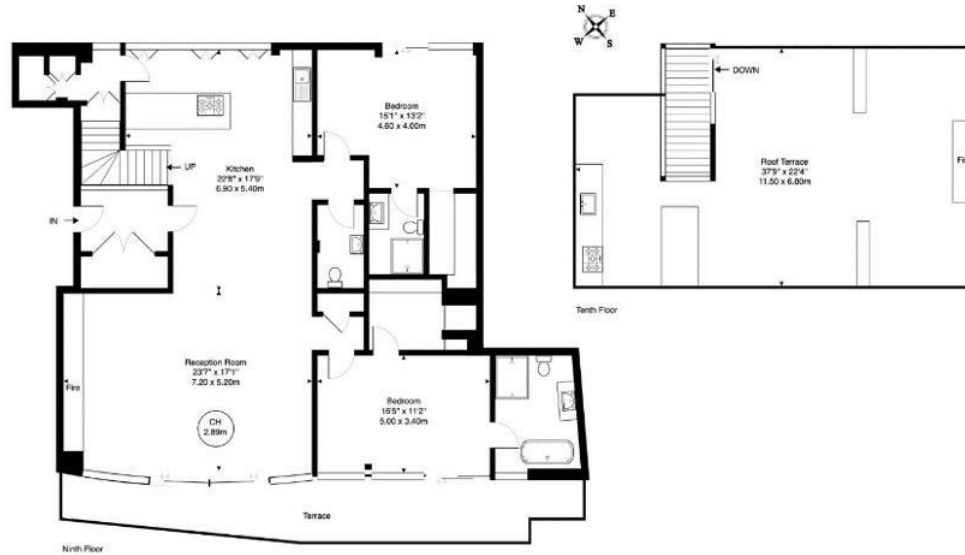 N
E
W
S
DOWN
Bedroom
15'1" x 13'2"
4.60 x 4.00m
UP
Kitchen
22'8" x 17'9"
6.90 x 5.40m
IN
Roof Terrace
37'9" x 22'4"
11.50 x 6.80m
Tenth Floor
Reception Room
23'7" x 17'1"
7.20 x 5.20m
Fire
CH
2.89m
Bedroom
16'5" x 11'2"
5.00 x 3.40m
Terrace
Ninth Floor